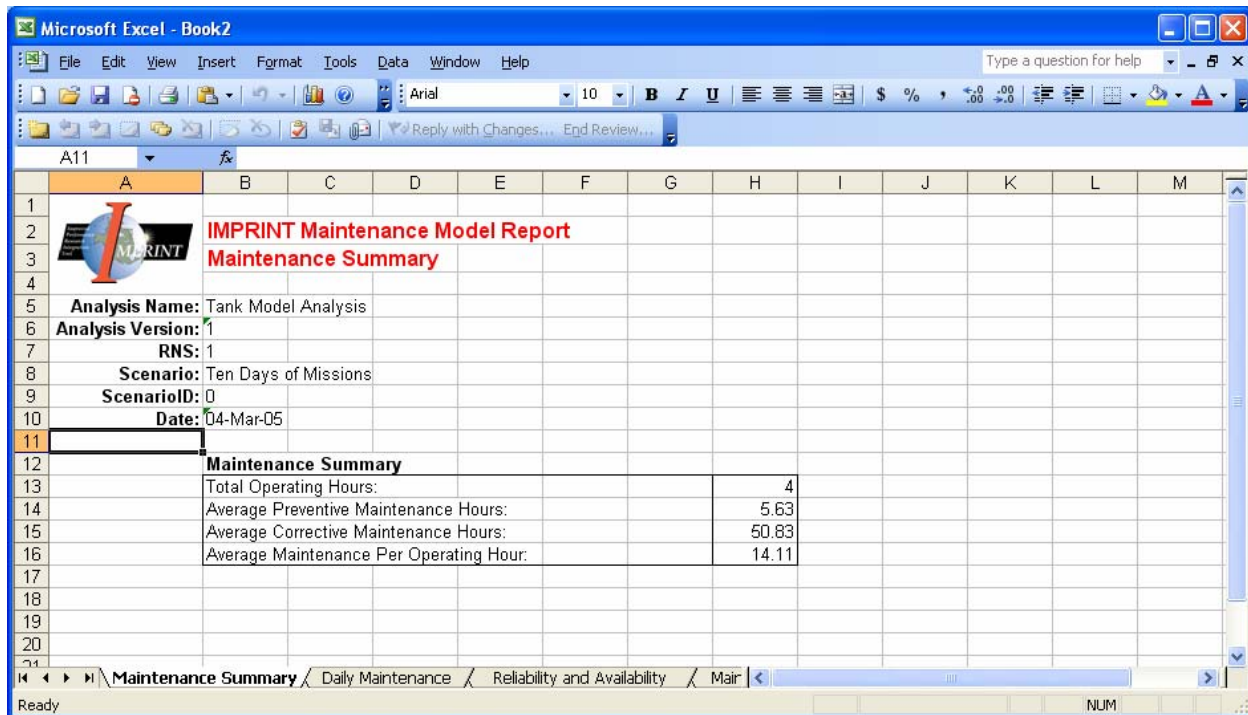 Microsoft Excel - Book2
File Edit View Insert Format Tools Data Window Help Type a question for help
Arial 10 B I U $ % ,
Reply with Changes... End Review...
A11 fx
A B C D E F G H I J K L M
1
2 IMPRINT Maintenance Model Report
3 Maintenance Summary
4
5 Analysis Name: Tank Model Analysis
6 Analysis Version: 1
7 RNS: 1
8 Scenario: Ten Days of Missions
9 ScenarioID: 0
10 Date: 04-Mar-05
11
12 Maintenance Summary
13 Total Operating Hours: 4
14 Average Preventive Maintenance Hours: 5.63
15 Average Corrective Maintenance Hours: 50.83
16 Average Maintenance Per Operating Hour: 14.11
17
18
19
20
21
Maintenance Summary Daily Maintenance Reliability and Availability Mair
Ready NUM